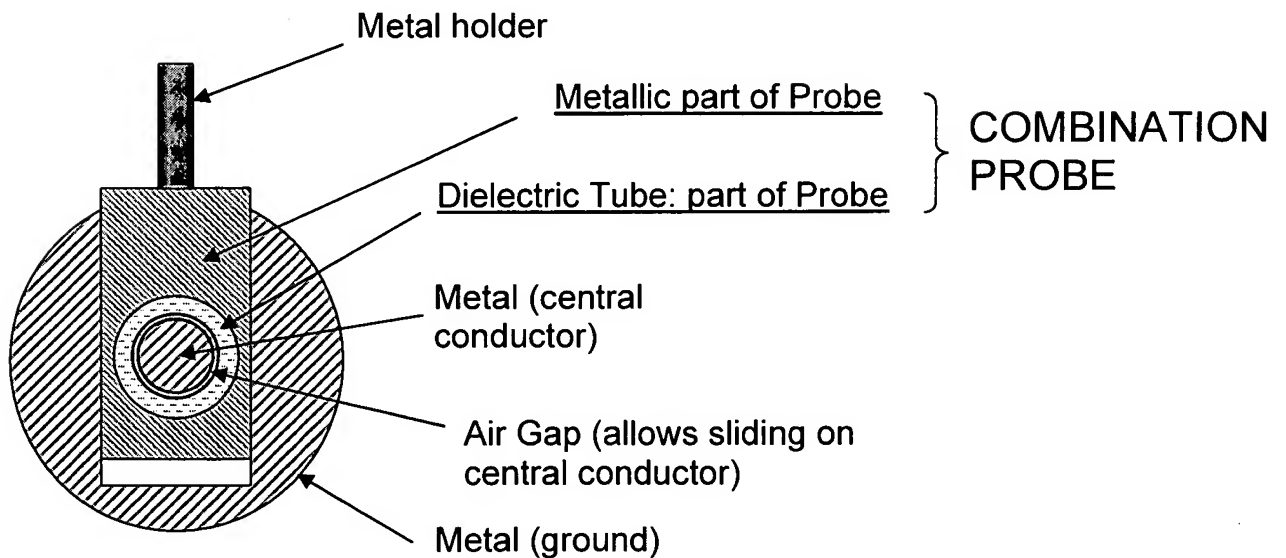 Metal holder
Metallic part of Probe
COMBINATION
PROBE
Dielectric Tube: part of Probe
Metal (central
conductor)
Air Gap (allows sliding on
central conductor)
Metal (ground)